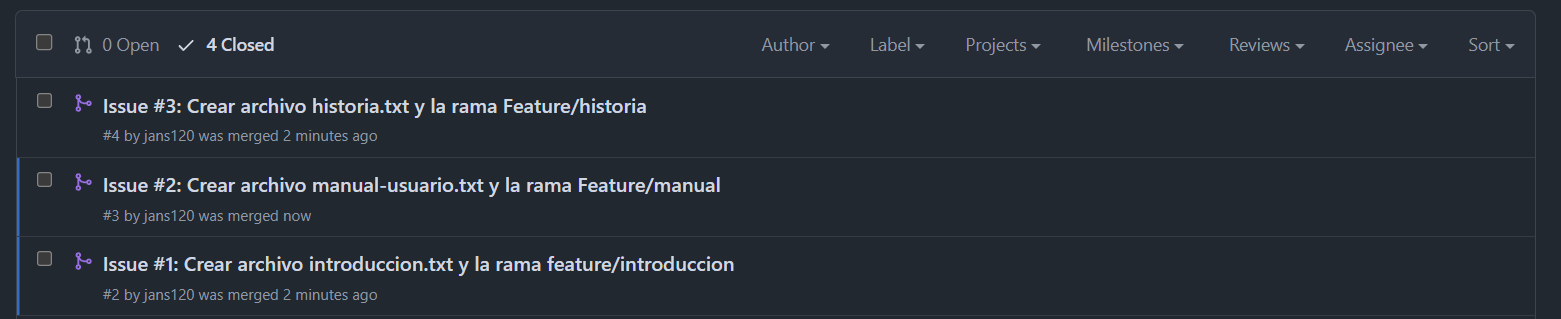 0 Open 4 Closed Author Label Projects Milestones Reviews Assignee Sort
Issue #3: Crear archivo historia.txt y la rama Feature/historia
#4 by jans120 was merged 2 minutes ago
Issue #2: Crear archivo manual-usuario.txt y la rama Feature/manual
#3 by jans120 was merged now
Issue #1: Crear archivo introduccion.txt y la rama feature/introduccion
#2 by jans120 was merged 2 minutes ago